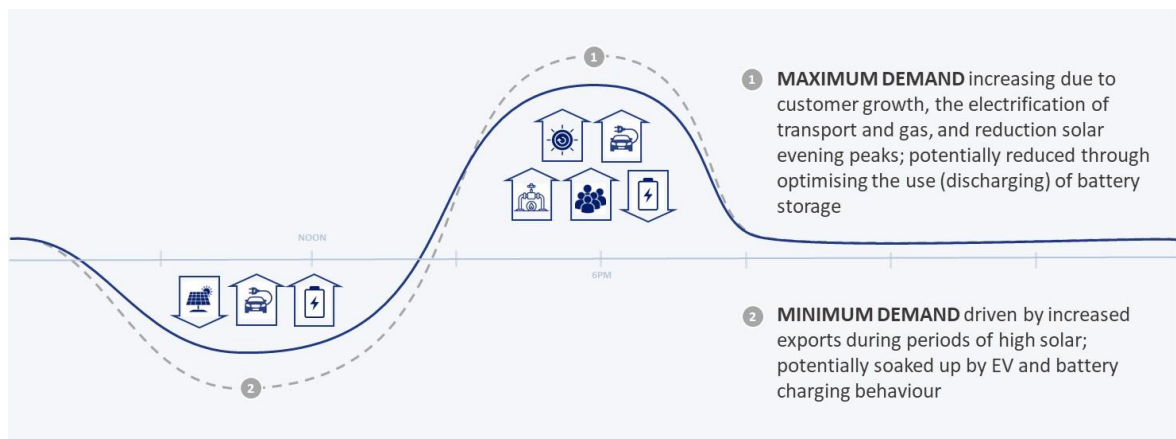 1
1 MAXIMUM DEMAND increasing due to
customer growth, the electrification of
transport and gas, and reduction solar
evening peaks; potentially reduced through
optimising the use (discharging) of battery
storage
NOON
6PM
2 MINIMUM DEMAND driven by increased
exports during periods of high solar;
potentially soaked up by EV and battery
charging behaviour
2